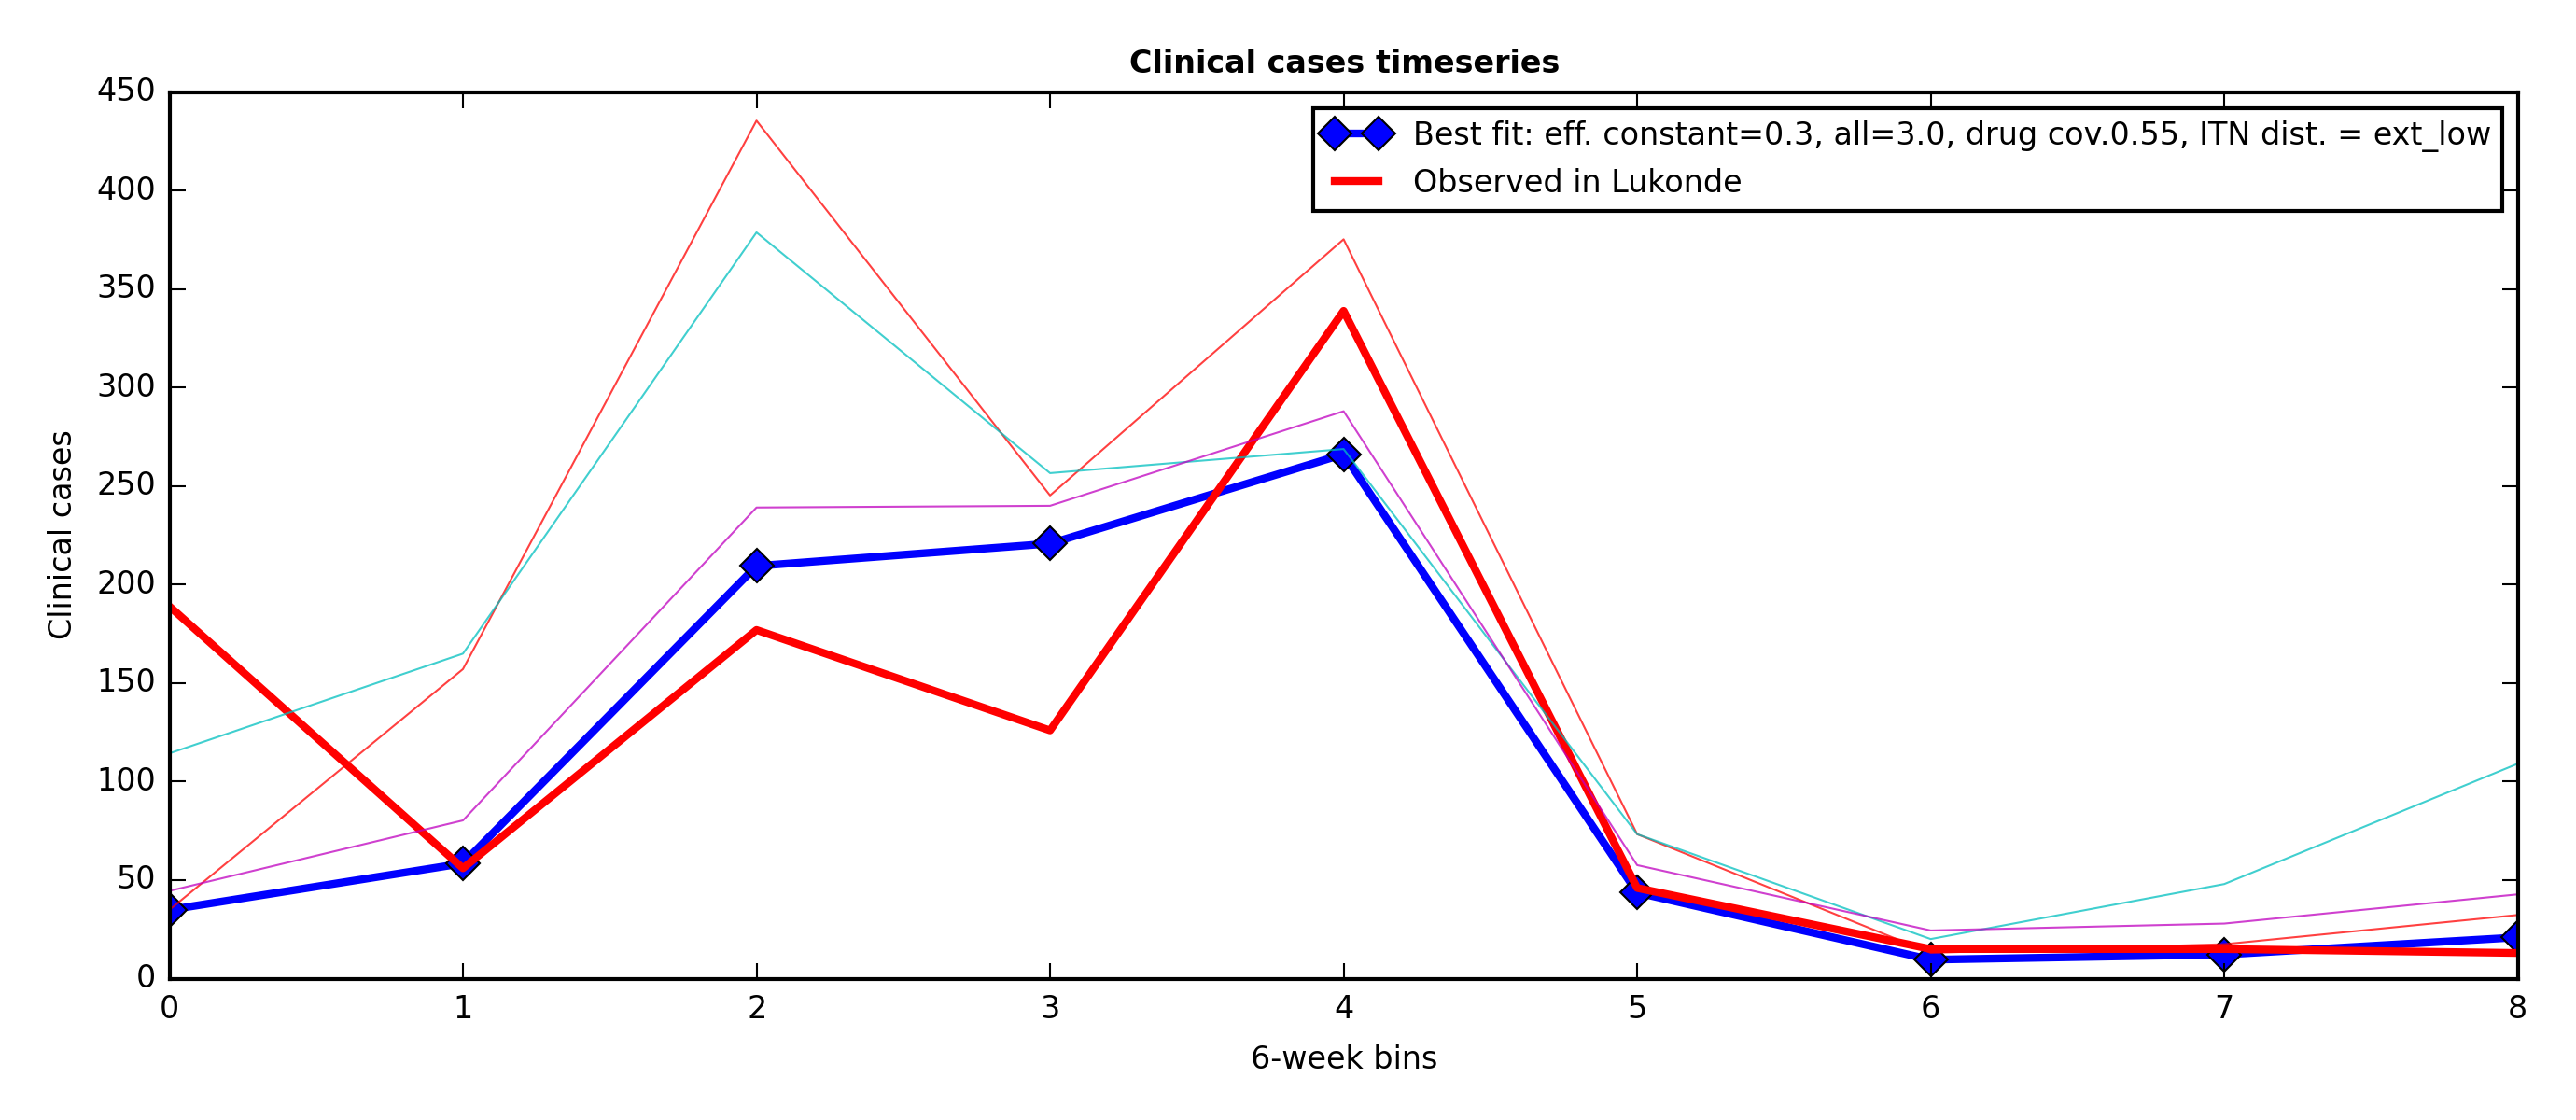 Clinical cases timeseries
450
400
350
300
250
200
150
100
50
0
Clinical cases
Best fit: eff. constant=0.3, all=3.0, drug cov.0.55, ITN dist. = ext_low
Observed in Lukonde
0 1 2 3 4 5 6 7 8
6-week bins